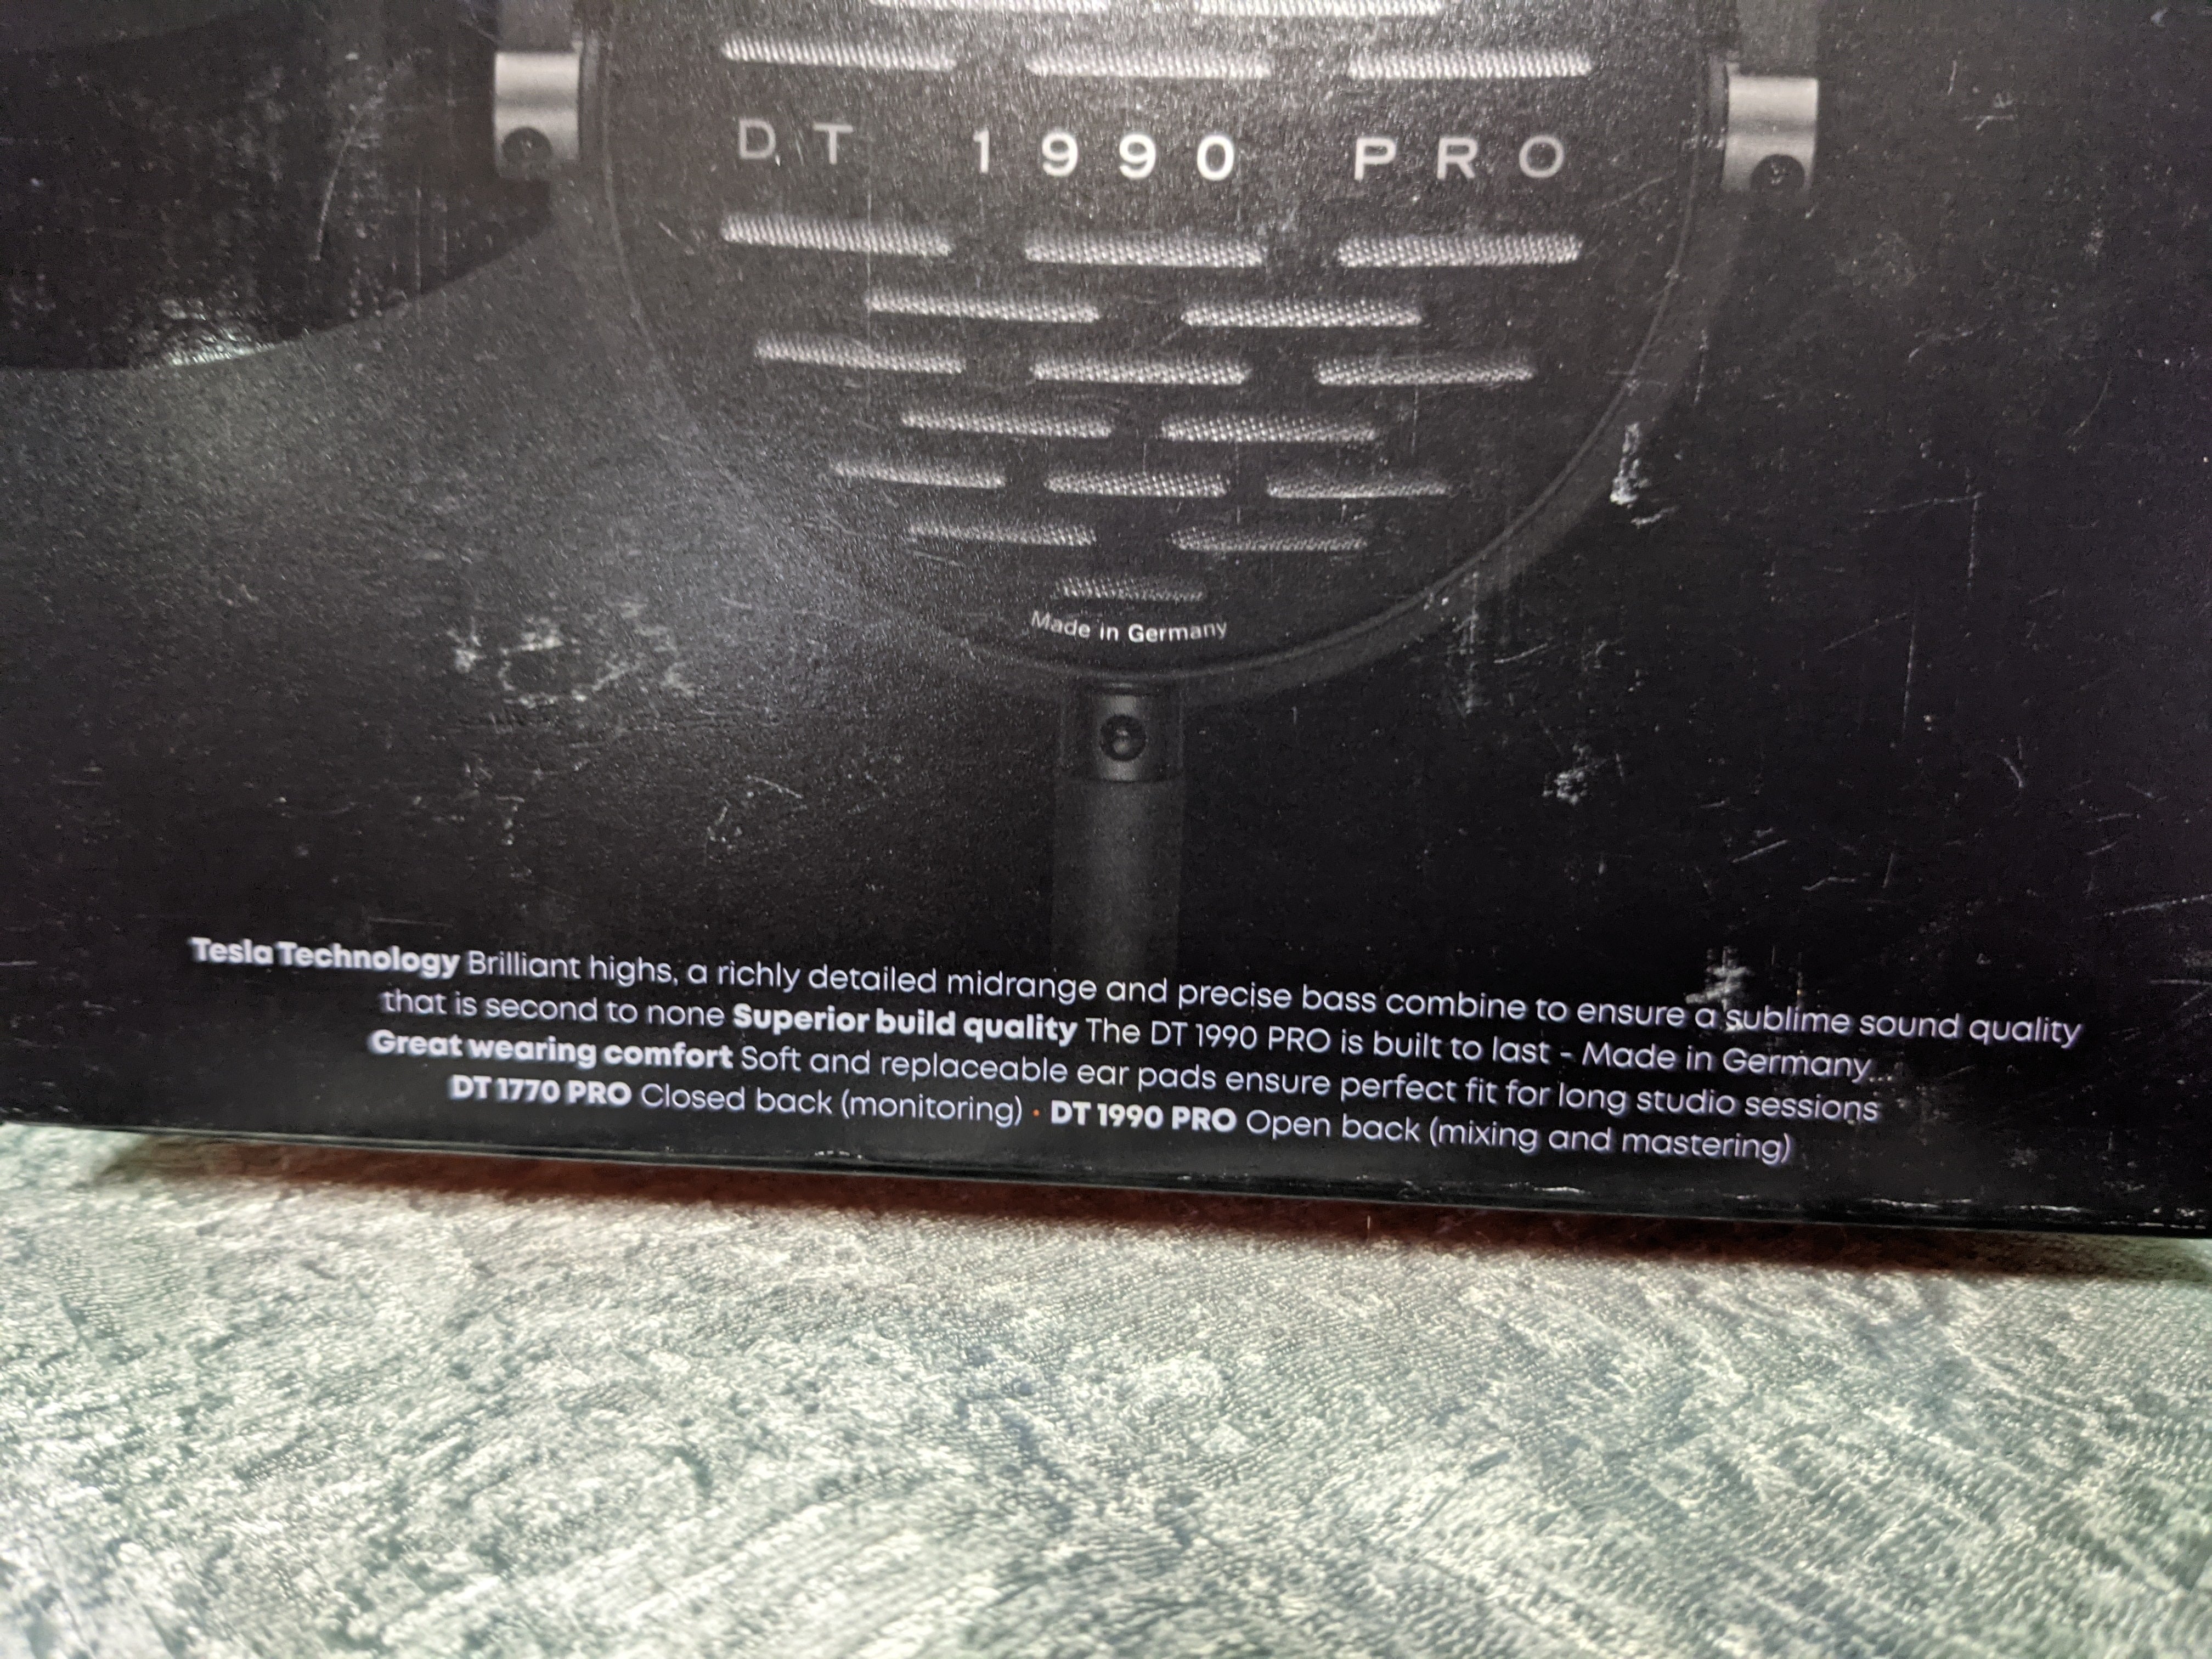 DT 1990 PRO
Made in Germany
Tesla Technology Brilliant highs, a richly detailed midrange and precise bass combine to ensure a sublime sound quality
that is second to none Superior build quality The DT 1990 PRO is built to last - Made in Germany
Great wearing comfort Soft and replaceable ear pads ensure perfect fit for long studio sessions
DT 1770 PRO Closed back (monitoring) · DT 1990 PRO Open back (mixing and mastering)